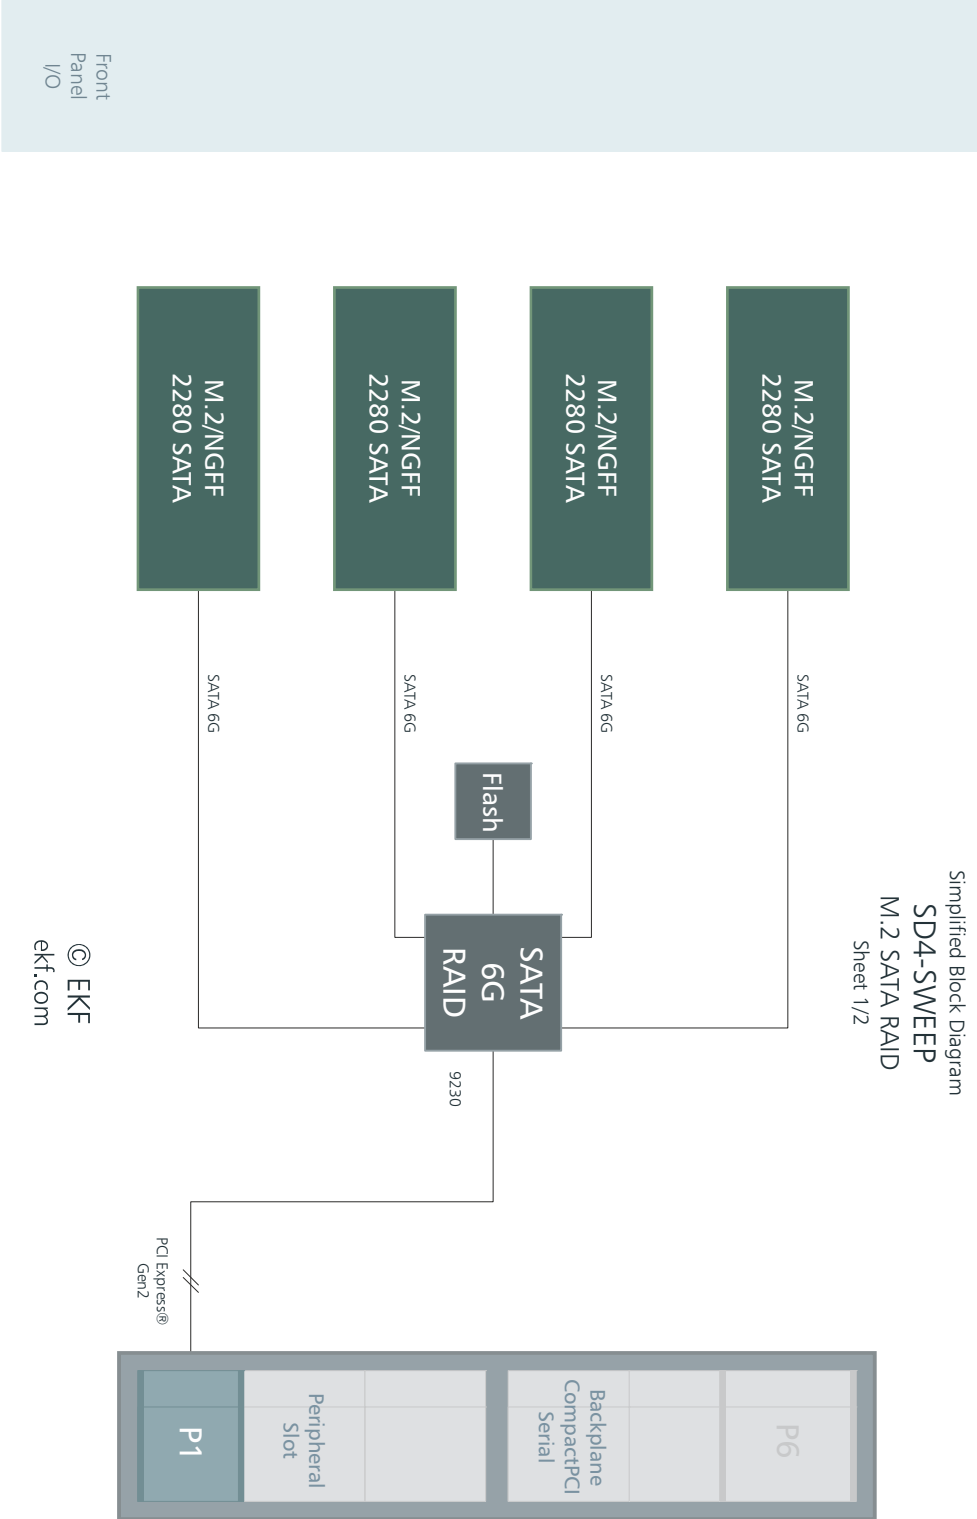 Simplified Block Diagram
SD4-SWEEP
M.2 SATA RAID
Sheet 1/2
Front
Panel
I/O
M.2/NGFF
2280 SATA
SATA 6G
M.2/NGFF
2280 SATA
SATA 6G
M.2/NGFF
2280 SATA
SATA 6G
M.2/NGFF
2280 SATA
SATA 6G
Flash
SATA
6G
RAID
9230
PCI Express®
Gen2
P6
Backplane
CompactPCI
Serial
Peripheral
Slot
P1
© EKF
ekf.com